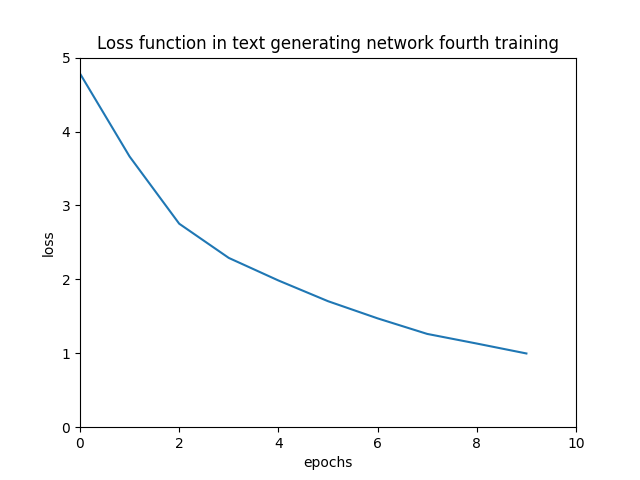 Loss function in text generating network fourth training
5
4
3
2
1
0
loss
0 2 4 6 8 10
epochs